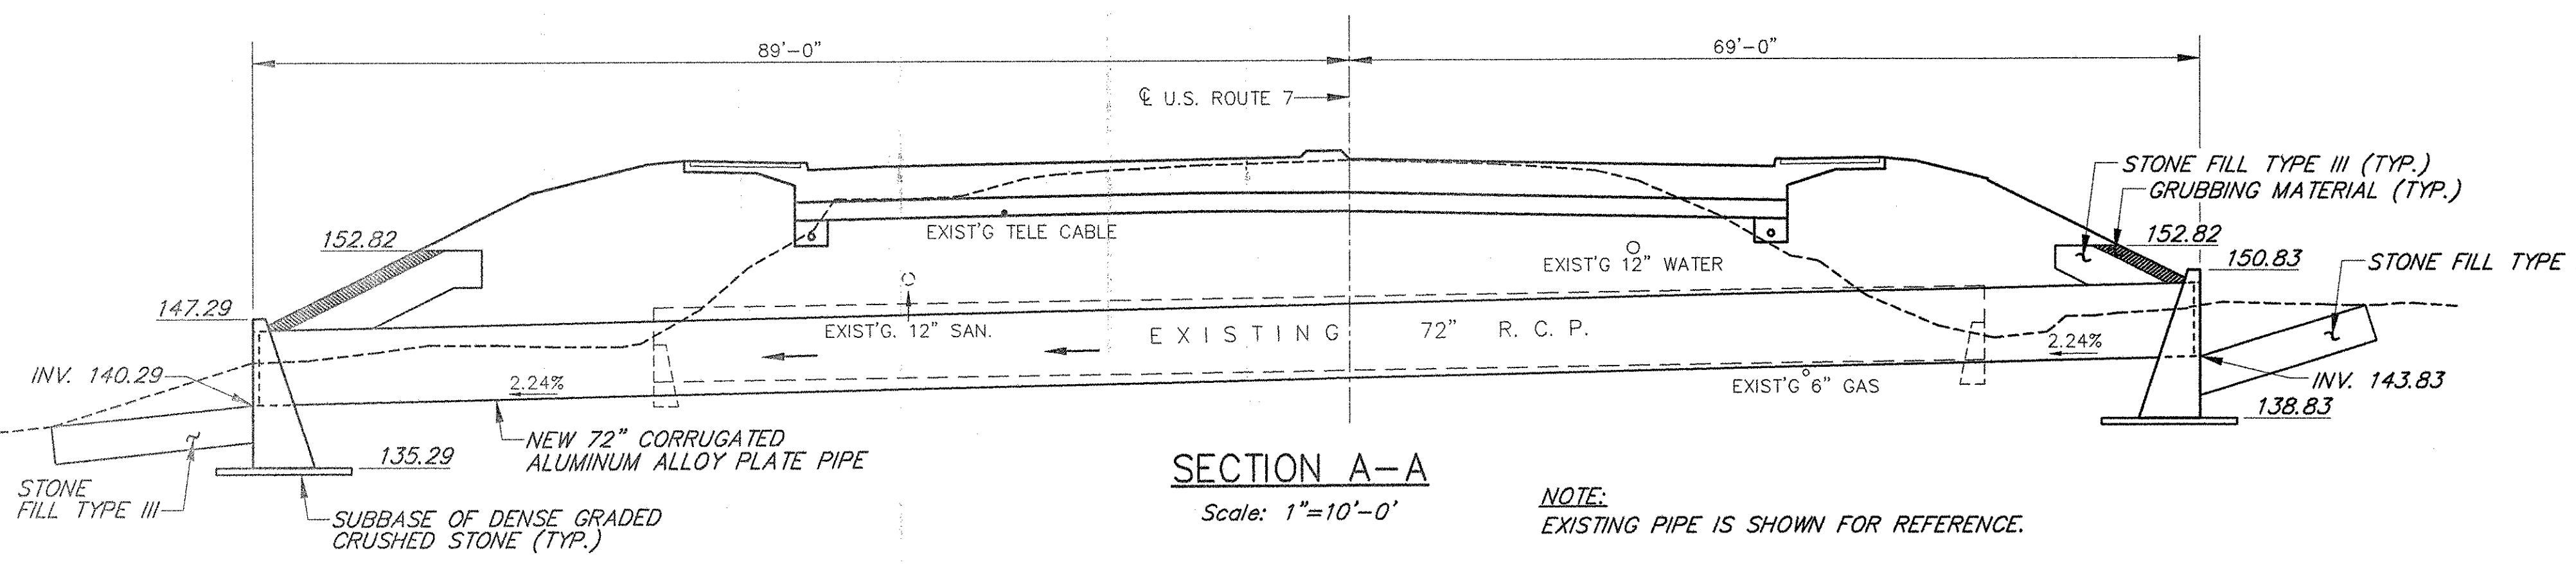 89'-0"
69'-0"
℄ U.S. ROUTE 7
STONE FILL TYPE III (TYP.)
GRUBBING MATERIAL (TYP.)
152.82
EXIST'G TELE CABLE
EXIST'G 12" WATER
152.82
150.83
STONE FILL TYPE
147.29
EXIST'G. 12" SAN.
EXISTING 72" R. C. P.
2.24%
INV. 140.29
2.24%
EXIST'G 6" GAS
INV. 143.83
138.83
NEW 72" CORRUGATED
ALUMINUM ALLOY PLATE PIPE
135.29
SECTION A-A
Scale: 1"=10'-0'
STONE
FILL TYPE III
SUBBASE OF DENSE GRADED
CRUSHED STONE (TYP.)
NOTE:
EXISTING PIPE IS SHOWN FOR REFERENCE.